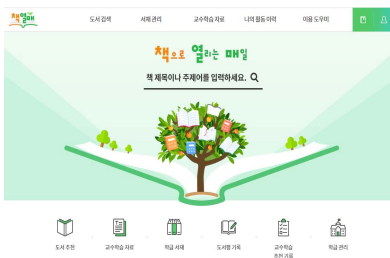 책열매
도서 검색 서재 관리 교수학습 자료 나의 활동 이력 이용 도우미
책으로 열리는 매일
책 제목이나 주제어를 입력하세요.
도서 추천 교수학습 자료 학급 서재 도서별 기록 교수학습 추천 기록 학급 관리